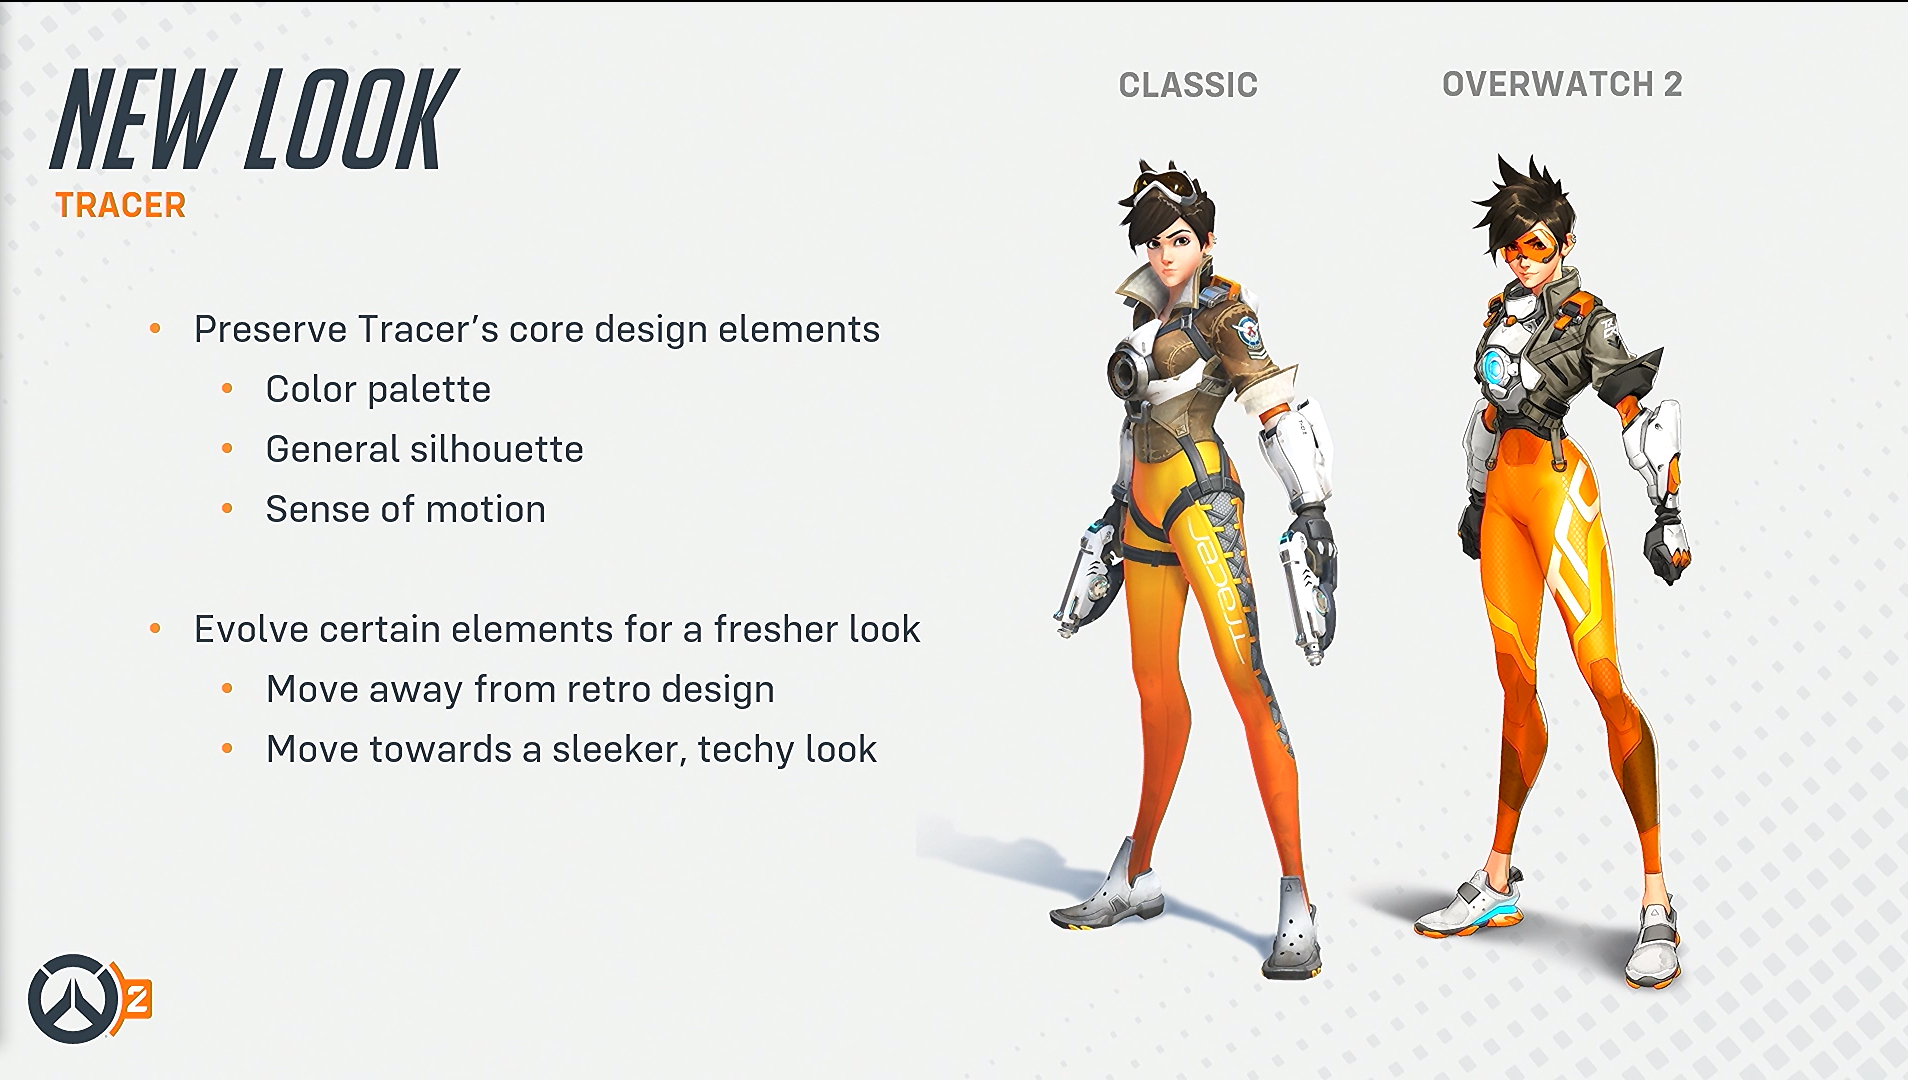 NEW LOOK
TRACER
CLASSIC
OVERWATCH 2
• Preserve Tracer’s core design elements
• Color palette
• General silhouette
• Sense of motion
• Evolve certain elements for a fresher look
• Move away from retro design
• Move towards a sleeker, techy look
Tracer
2